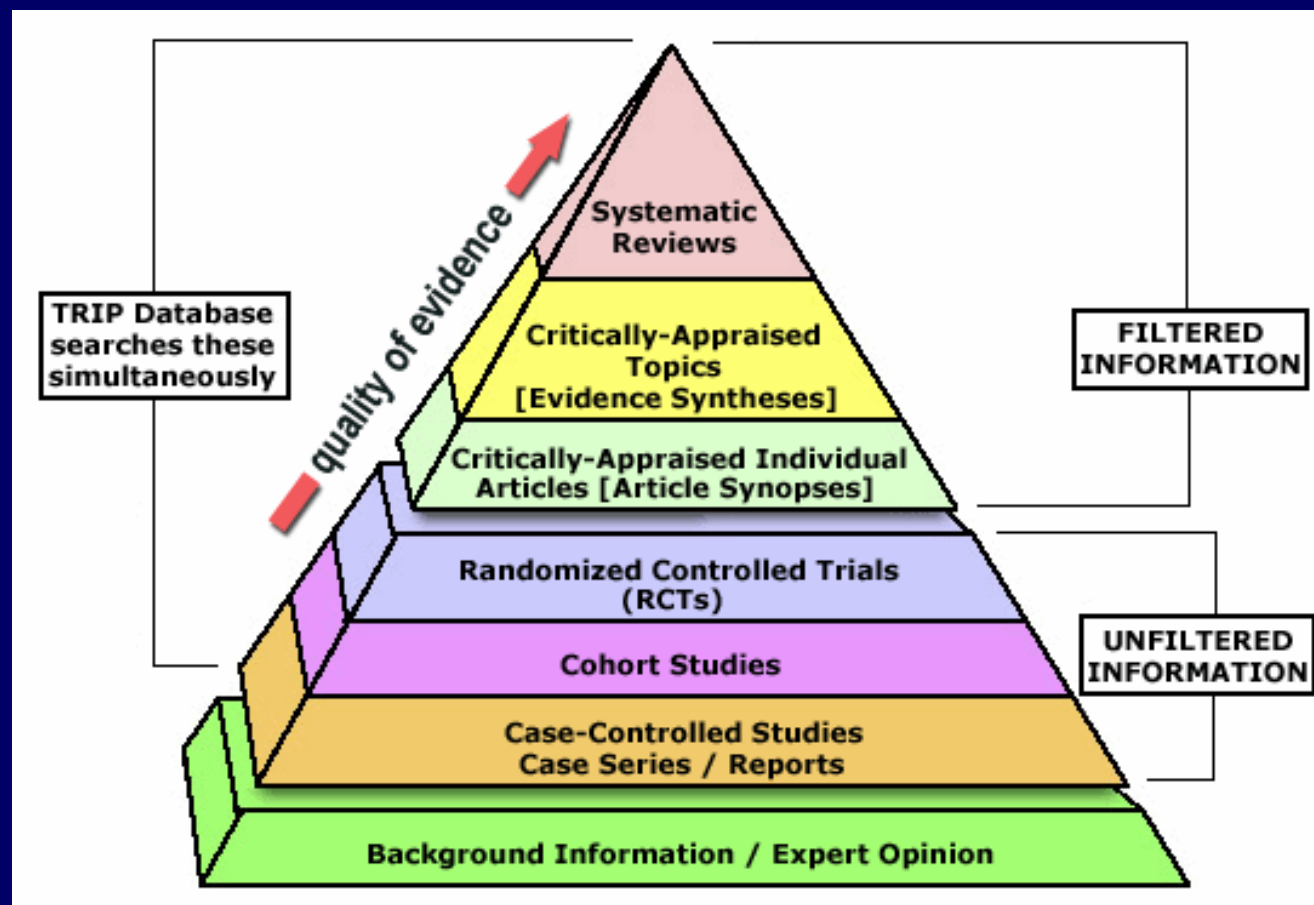 Systematic
Reviews
quality of evidence
TRIP Database
searches these
simultaneously
FILTERED
INFORMATION
Critically-Appraised
Topics
[Evidence Syntheses]
Critically-Appraised Individual
Articles [Article Synopses]
Randomized Controlled Trials
(RCTs)
UNFILTERED
INFORMATION
Cohort Studies
Case-Controlled Studies
Case Series / Reports
Background Information / Expert Opinion